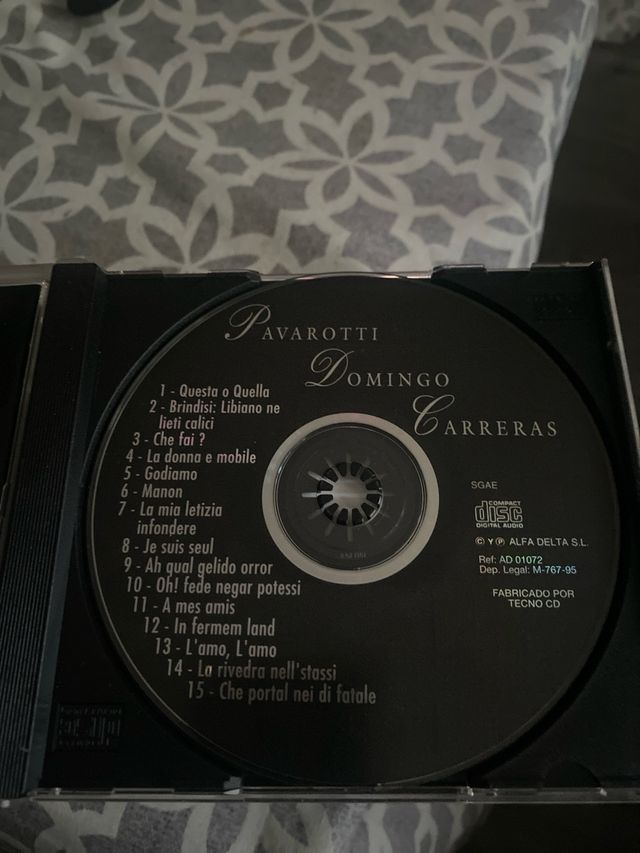 PAVAROTTI
DOMINGO
CARRERAS
1 - Questa o Quella
2 - Brindisi: Libiano ne
lieti calici
3 - Che fai ?
4 - La donna e mobile
5 - Godiamo
6 - Manon
7 - La mia letizia
infondere
8 - Je suis seul
9 - Ah qual gelido orror
10 - Oh! fede negar potessi
11 - A mes amis
12 - In fermem land
13 - L'amo, L'amo
14 - La rivedra nell'stassi
15 - Che portal nei di fatale
SGAE
COMPACT
disc
DIGITAL AUDIO
© Y ℗ ALFA DELTA S.L.
Ref: AD 01072
Dep. Legal: M-767-95
FABRICADO POR
TECNO CD